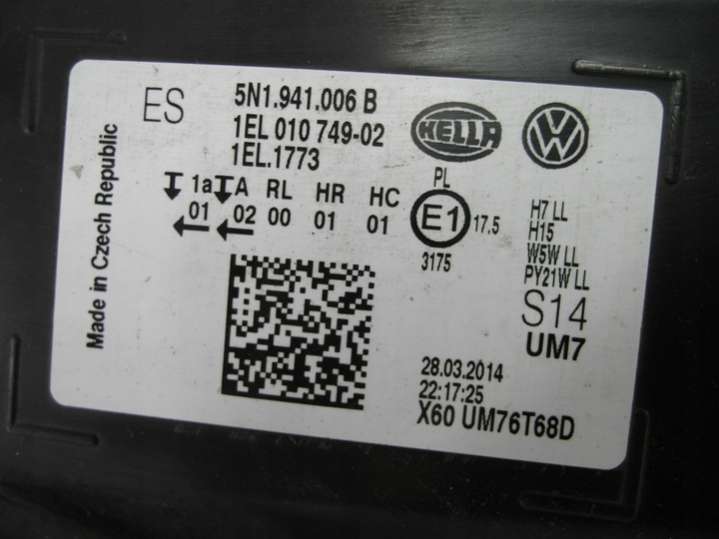 ES
5N1.941.006 B
1EL 010 749-02
1EL.1773
HELLA
VW
Made in Czech Republic
1a A RL HR HC
01 02 00 01 01
PL
E1 17.5
3175
H7 LL
H15
W5W LL
PY21W LL
S14
UM7
28.03.2014
22:17:25
X60 UM76T68D